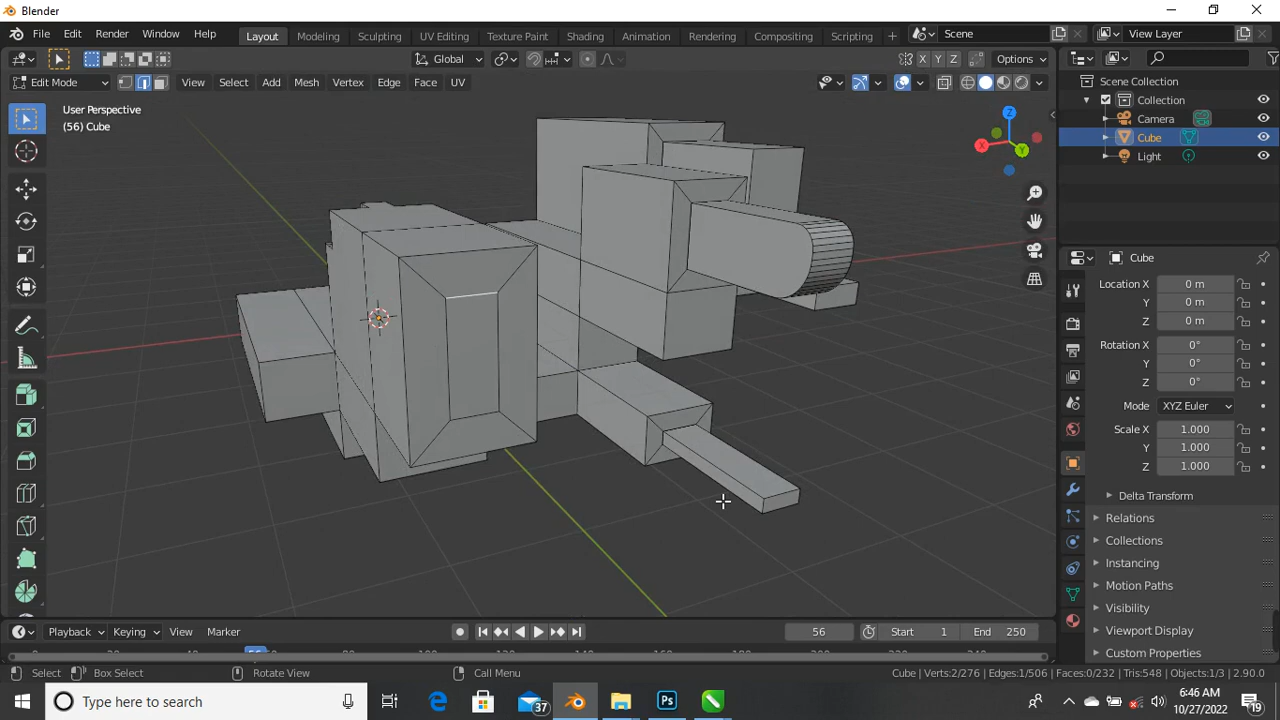 Blender
File Edit Render Window Help Layout Modeling Sculpting UV Editing Texture Paint Shading Animation Rendering Compositing Scripting + Scene View Layer
Global X Y Z Options
Edit Mode View Select Add Mesh Vertex Edge Face UV
User Perspective
(56) Cube
Z
X
Y
Scene Collection
Collection
Camera
Cube
Light
Cube
Location X 0 m
Y 0 m
Z 0 m
Rotation X 0°
Y 0°
Z 0°
Mode XYZ Euler
Scale X 1.000
Y 1.000
Z 1.000
Delta Transform
Relations
Collections
Instancing
Motion Paths
Visibility
Viewport Display
Custom Properties
Playback Keying View Marker 56 Start 1 End 250
Select Box Select Rotate View Call Menu Cube | Verts:2/276 | Edges:1/506 | Faces:0/232 | Tris:548 | Objects:1/3 | 2.90.0
Type here to search 37 Ps 6:46 AM
10/27/2022 19